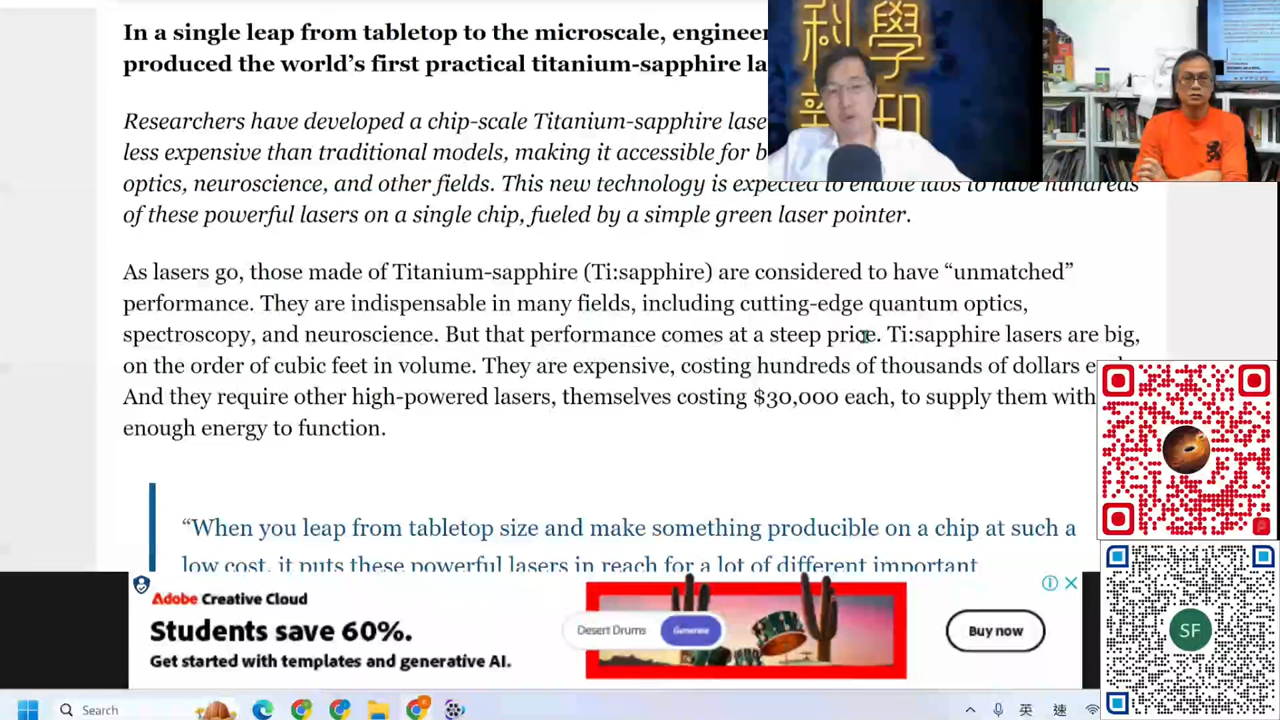 In a single leap from tabletop to the microscale, engineer
produced the world's first practical titanium-sapphire la
科學
新知
Researchers have developed a chip-scale Titanium-sapphire lase
less expensive than traditional models, making it accessible for b
optics, neuroscience, and other fields. This new technology is expected to enable labs to have hundreds
of these powerful lasers on a single chip, fueled by a simple green laser pointer.
As lasers go, those made of Titanium-sapphire (Ti:sapphire) are considered to have “unmatched”
performance. They are indispensable in many fields, including cutting-edge quantum optics,
spectroscopy, and neuroscience. But that performance comes at a steep price. Ti:sapphire lasers are big,
on the order of cubic feet in volume. They are expensive, costing hundreds of thousands of dollars
And they require other high-powered lasers, themselves costing $30,000 each, to supply them with
enough energy to function.
“When you leap from tabletop size and make something producible on a chip at such a
low cost, it puts these powerful lasers in reach for a lot of different important
Adobe Creative Cloud
Students save 60%.
Get started with templates and generative AI.
Desert Drums
Generate
Buy now
SF
Search
英
速